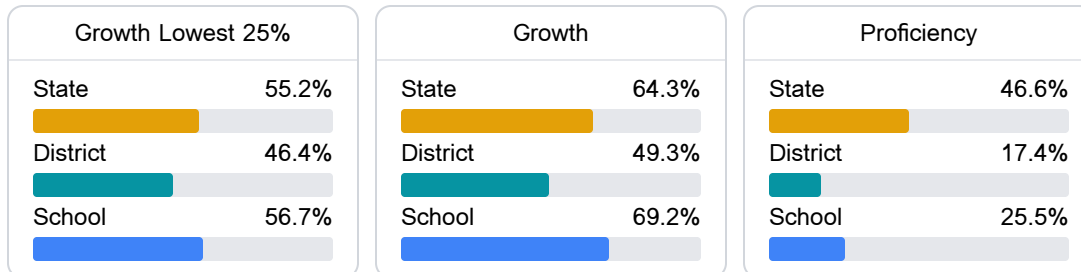 Growth Lowest 25%
State 55.2%
District 46.4%
School 56.7%
Growth
State 64.3%
District 49.3%
School 69.2%
Proficiency
State 46.6%
District 17.4%
School 25.5%